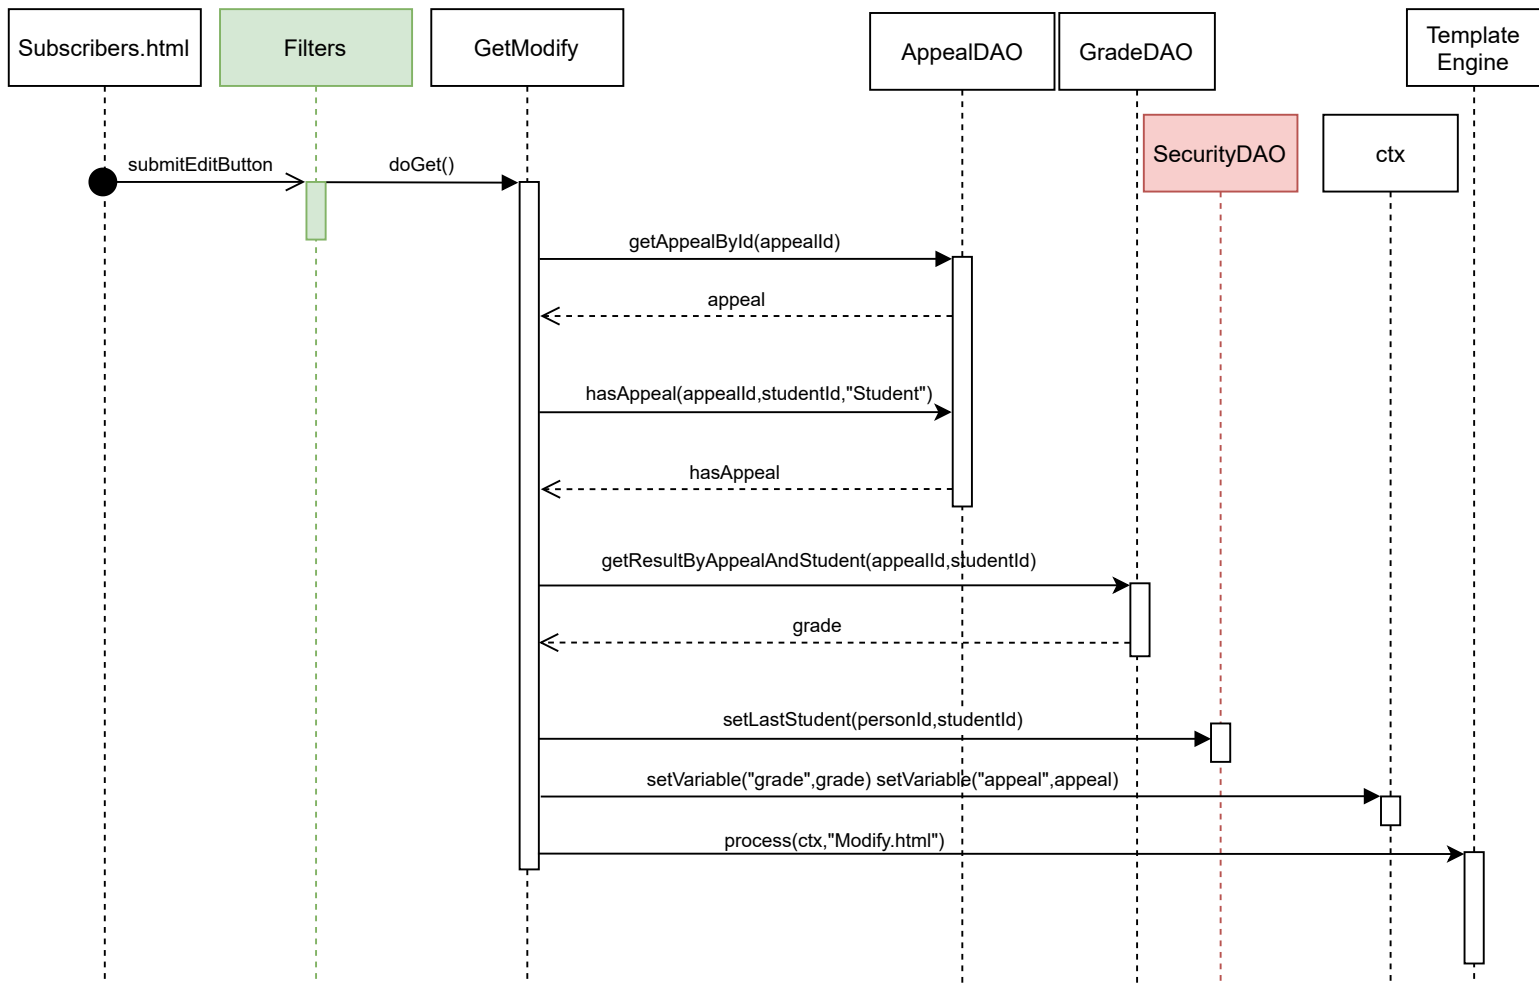 Subscribers.html
Filters
GetModify
AppealDAO
GradeDAO
Template
Engine
SecurityDAO
ctx
submitEditButton
doGet()
getAppealById(appealId)
appeal
hasAppeal(appealId,studentId,"Student")
hasAppeal
getResultByAppealAndStudent(appealId,studentId)
grade
setLastStudent(personId,studentId)
setVariable("grade",grade) setVariable("appeal",appeal)
process(ctx,"Modify.html")